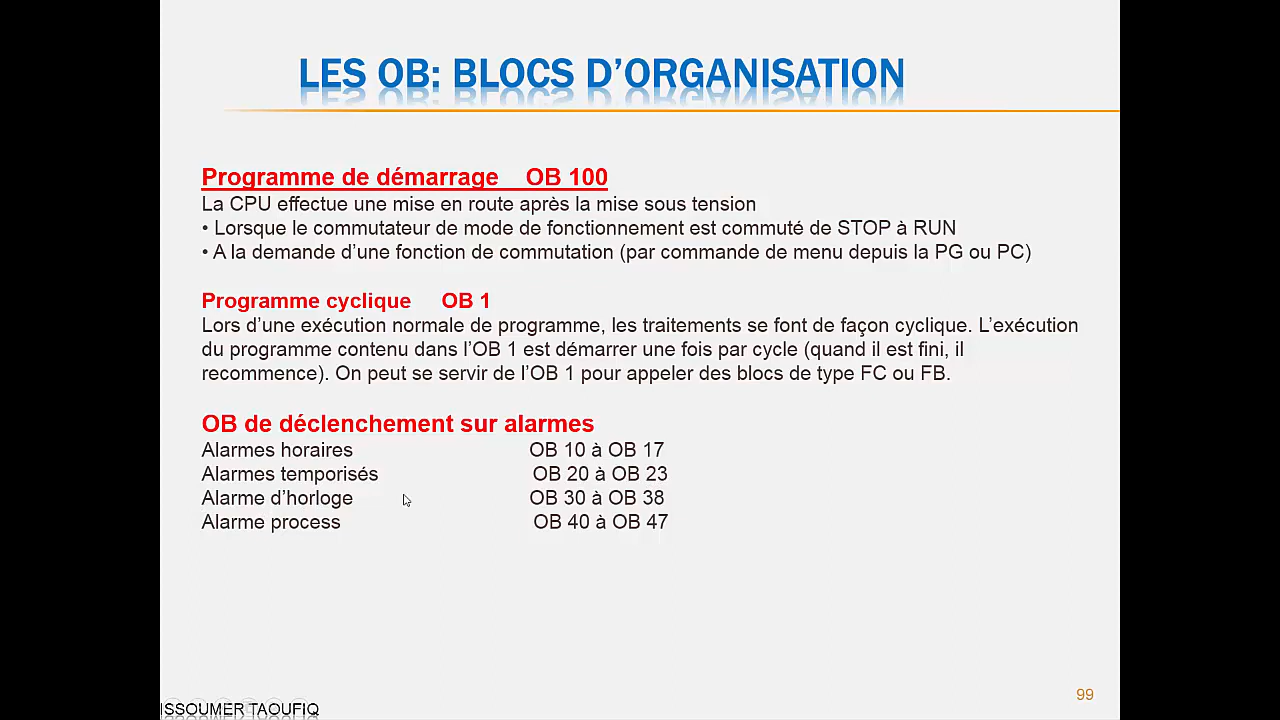 LES OB: BLOCS D’ORGANISATION
Programme de démarrage OB 100
La CPU effectue une mise en route après la mise sous tension
• Lorsque le commutateur de mode de fonctionnement est commuté de STOP à RUN
• A la demande d’une fonction de commutation (par commande de menu depuis la PG ou PC)
Programme cyclique OB 1
Lors d’une exécution normale de programme, les traitements se font de façon cyclique. L’exécution
du programme contenu dans l’OB 1 est démarrer une fois par cycle (quand il est fini, il
recommence). On peut se servir de l’OB 1 pour appeler des blocs de type FC ou FB.
OB de déclenchement sur alarmes
Alarmes horaires OB 10 à OB 17
Alarmes temporisés OB 20 à OB 23
Alarme d’horloge OB 30 à OB 38
Alarme process OB 40 à OB 47
99
ISSOUMER TAOUFIQ